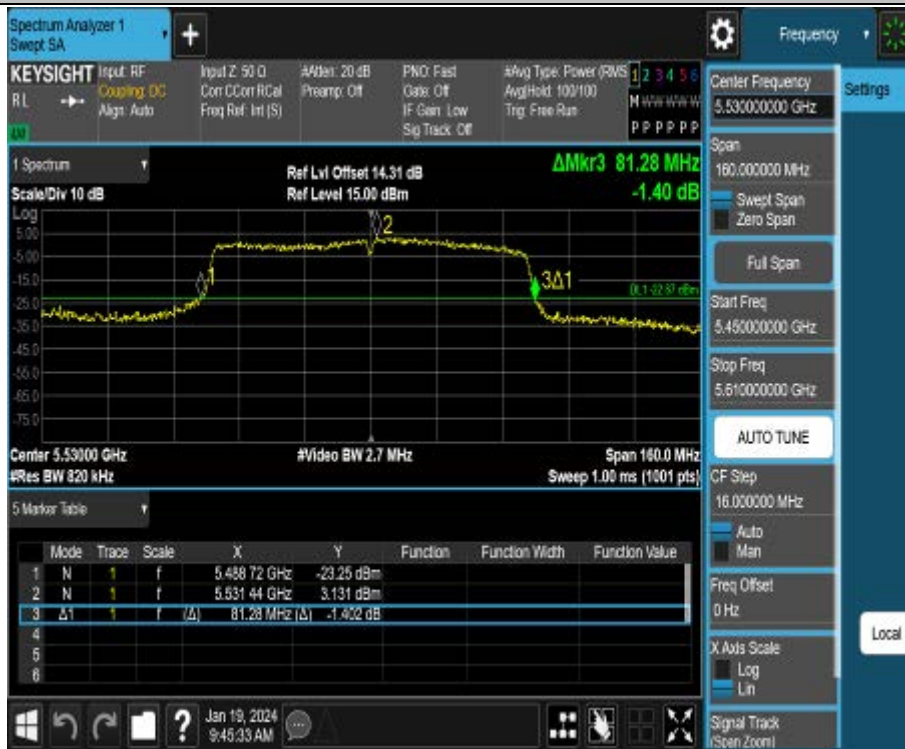 Spectrum Analyzer 1
Swept SA
+
Frequency
KEYSIGHT
RL
Input: RF
Coupling: DC
Align: Auto
Input Z: 50 Ω
Corr CCorr RCal
Freq Ref: Int (S)
#Atten: 20 dB
Preamp: Off
PNO: Fast
Gate: Off
IF Gain: Low
Sig Track: Off
#Avg Type: Power (RMS
Avg|Hold: 100/100
Trig: Free Run
1 2 3 4 5 6
M W W W W W
P P P P P P
Center Frequency
5.530000000 GHz
Settings
Span
160.000000 MHz
Swept Span
Zero Span
Full Span
Start Freq
5.450000000 GHz
Stop Freq
5.610000000 GHz
AUTO TUNE
CF Step
16.000000 MHz
Auto
Man
Freq Offset
0 Hz
X Axis Scale
Log
Lin
Signal Track
(Span Zoom)
Local
1 Spectrum
Scale/Div 10 dB
Ref Lvl Offset 14.31 dB
Ref Level 15.00 dBm
ΔMkr3 81.28 MHz
-1.40 dB
Log
5.00
-5.00
-15.0
-25.0
-35.0
-45.0
-55.0
-65.0
-75.0
1
2
3Δ1
DL1 -22.87 dBm
Center 5.53000 GHz
#Video BW 2.7 MHz
Span 160.0 MHz
#Res BW 820 kHz
Sweep 1.00 ms (1001 pts)
5 Marker Table
Mode Trace Scale X Y Function Function Width Function Value
1 N 1 f 5.488 72 GHz -23.25 dBm
2 N 1 f 5.531 44 GHz 3.131 dBm
3 Δ1 1 f (Δ) 81.28 MHz (Δ) -1.402 dB
4
5
6
?
Jan 19, 2024
9:45:33 AM